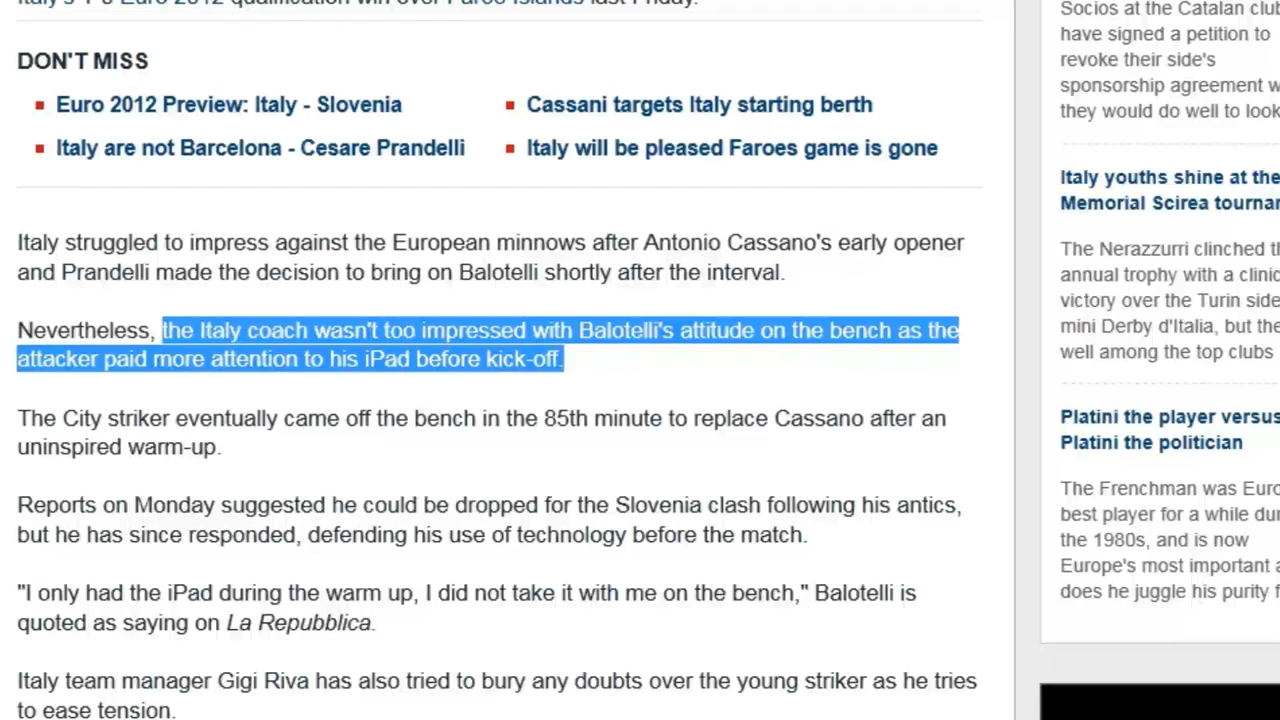 Italy's 1-0 Euro 2012 qualification win over Faroe Islands last Friday.
DON'T MISS
Euro 2012 Preview: Italy - Slovenia
Cassani targets Italy starting berth
Italy are not Barcelona - Cesare Prandelli
Italy will be pleased Faroes game is gone
Italy struggled to impress against the European minnows after Antonio Cassano's early opener
and Prandelli made the decision to bring on Balotelli shortly after the interval.
Nevertheless, the Italy coach wasn't too impressed with Balotelli's attitude on the bench as the
attacker paid more attention to his iPad before kick-off.
The City striker eventually came off the bench in the 85th minute to replace Cassano after an
uninspired warm-up.
Reports on Monday suggested he could be dropped for the Slovenia clash following his antics,
but he has since responded, defending his use of technology before the match.
"I only had the iPad during the warm up, I did not take it with me on the bench," Balotelli is
quoted as saying on La Repubblica.
Italy team manager Gigi Riva has also tried to bury any doubts over the young striker as he tries
to ease tension.
Socios at the Catalan club
have signed a petition to
revoke their side's
sponsorship agreement w
they would do well to look
Italy youths shine at the
Memorial Scirea tournar
The Nerazzurri clinched th
annual trophy with a clinic
victory over the Turin side
mini Derby d'Italia, but the
well among the top clubs
Platini the player versus
Platini the politician
The Frenchman was Euro
best player for a while dur
the 1980s, and is now
Europe's most important a
does he juggle his purity f